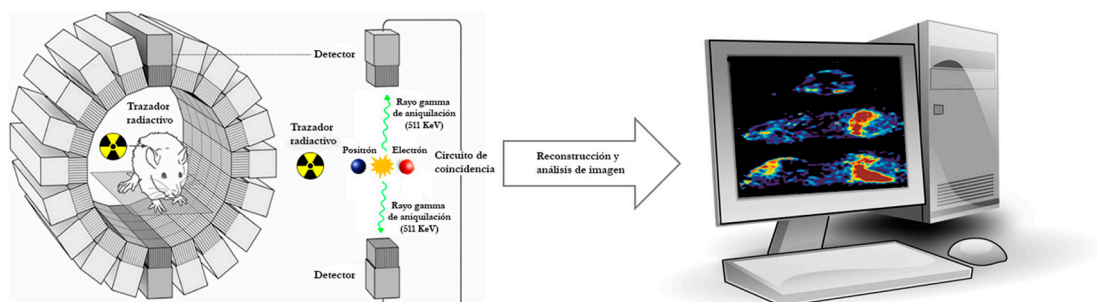 Detector
Trazador
radiactivo
Rayo gamma
de aniquilación
(511 KeV)
Trazador
radiactivo
Positrón
Electrón
Circuito de
coincidencia
Rayo gamma
de aniquilación
(511 KeV)
Detector
Reconstrucción y
análisis de imagen